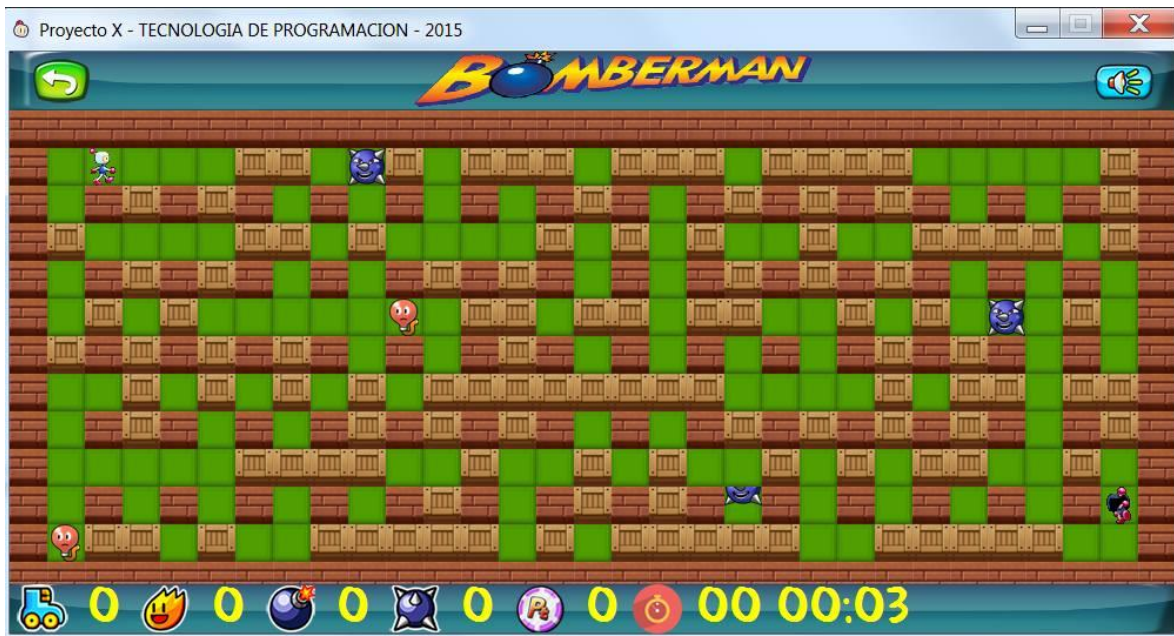 Proyecto X - TECNOLOGIA DE PROGRAMACION - 2015
BOMBERMAN
0 0 0 0 0 00 00:03